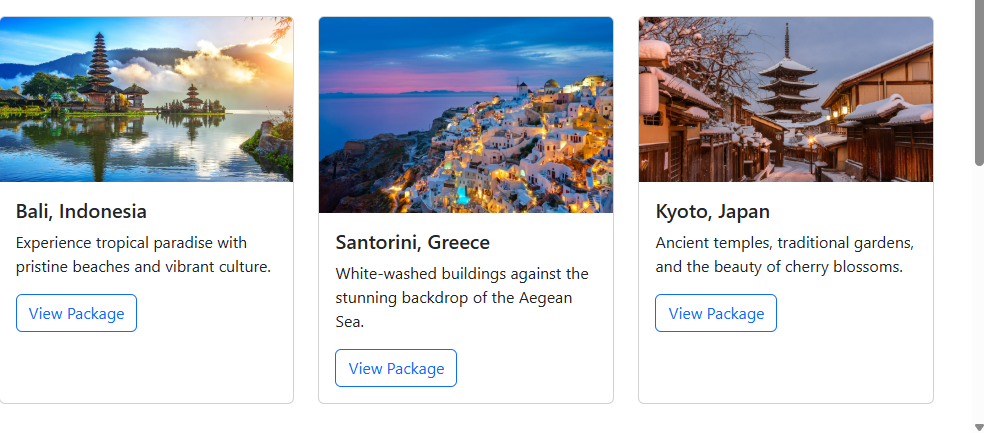 Bali, Indonesia
Experience tropical paradise with
pristine beaches and vibrant culture.
View Package
Santorini, Greece
White-washed buildings against the
stunning backdrop of the Aegean
Sea.
View Package
Kyoto, Japan
Ancient temples, traditional gardens,
and the beauty of cherry blossoms.
View Package